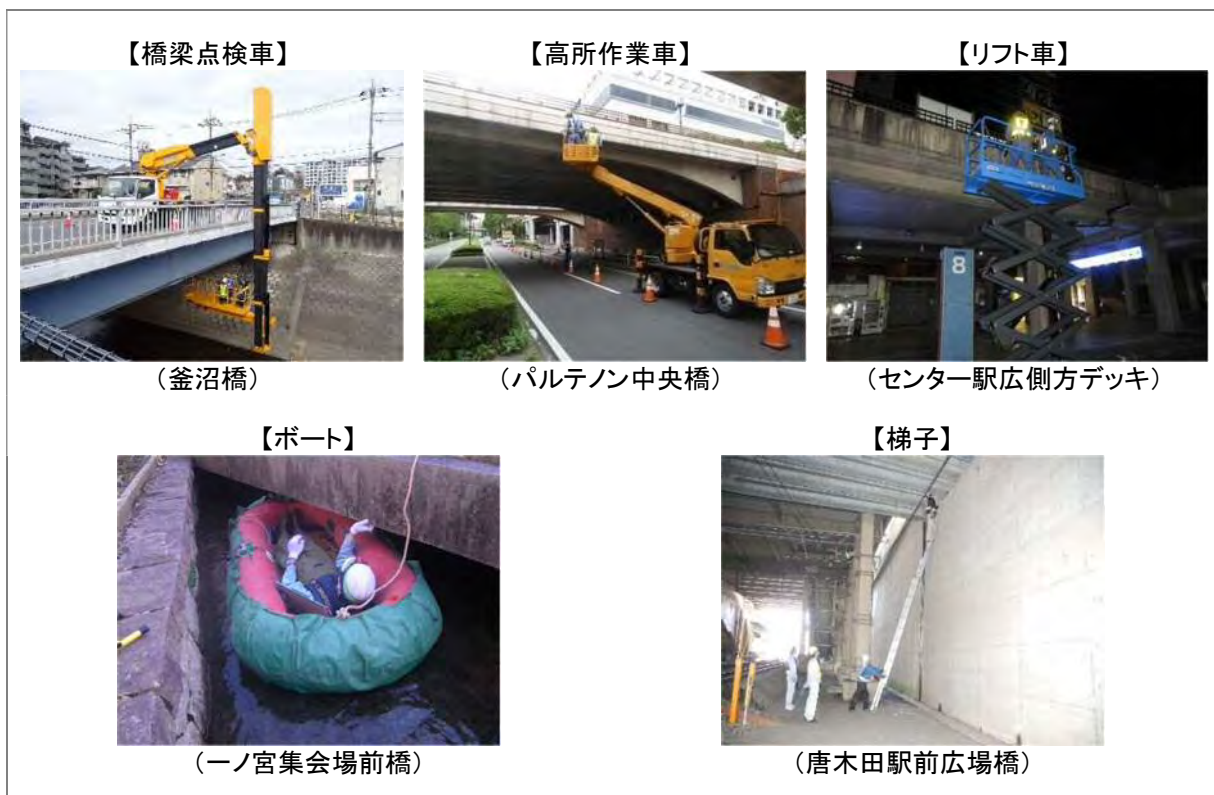 【橋梁点検車】
【高所作業車】
【リフト車】
8
（釜沼橋）
（パルテノン中央橋）
（センター駅広側方デッキ）
【ボート】
【梯子】
（一ノ宮集会場前橋）
（唐木田駅前広場橋）